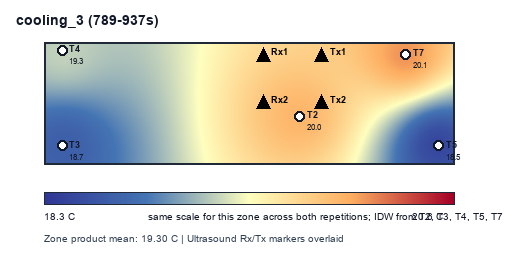 cooling_3 (789-937s)
T4
19.3
Rx1
Tx1
T7
20.1
Rx2
Tx2
T2
20.0
T3
18.7
T5
18.5
18.3 C
same scale for this zone across both repetitions; IDW from T2, T3, T4, T5, T7
Zone product mean: 19.30 C | Ultrasound Rx/Tx markers overlaid